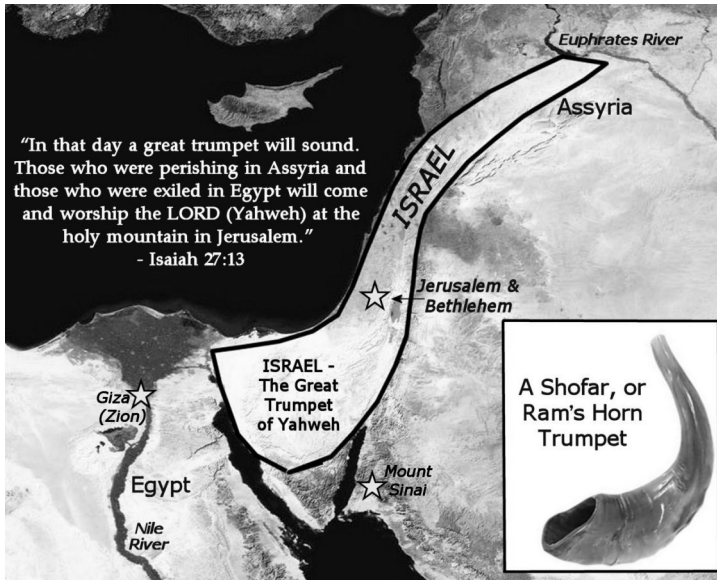 Euphrates River
Assyria
“In that day a great trumpet will sound.
Those who were perishing in Assyria and
those who were exiled in Egypt will come
and worship the LORD (Yahweh) at the
holy mountain in Jerusalem.”
- Isaiah 27:13
ISRAEL
Jerusalem &
Bethlehem
ISRAEL -
The Great
Trumpet
of Yahweh
Giza
(Zion)
Egypt
Nile
River
Mount
Sinai
A Shofar, or
Ram's Horn
Trumpet